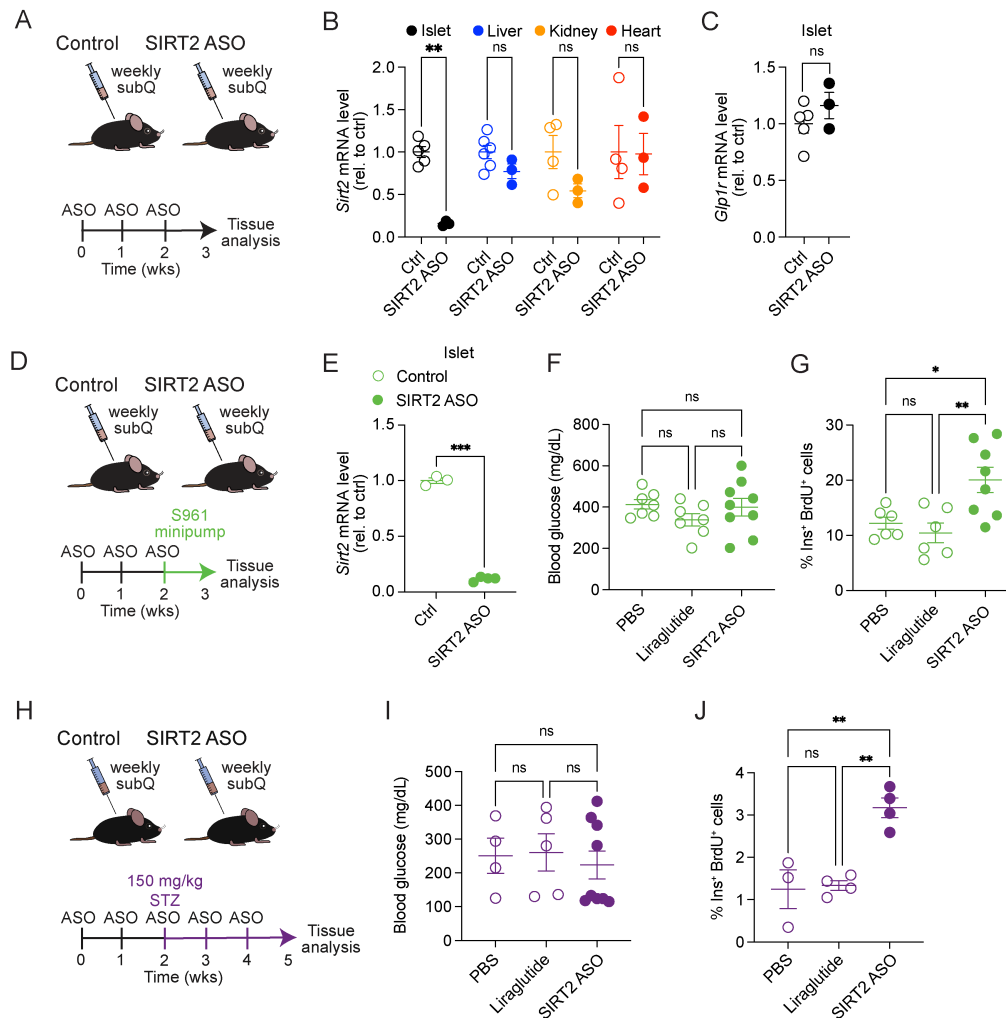 A
Control
SIRT2 ASO
weekly
subQ
weekly
subQ
ASO ASO ASO
0 1 2 3
Time (wks)
Tissue
analysis
B
Islet Liver Kidney Heart
** ns ns ns
Sirt2 mRNA level
(rel. to ctrl)
2.0
1.5
1.0
0.5
0.0
Ctrl
SIRT2 ASO
Ctrl
SIRT2 ASO
Ctrl
SIRT2 ASO
Ctrl
SIRT2 ASO
C
Islet
ns
Glp1r mRNA level
(rel. to ctrl)
1.5
1.0
0.5
0.0
Ctrl
SIRT2 ASO
D
Control
SIRT2 ASO
weekly
subQ
weekly
subQ
S961
minipump
0 1 2 3
Time (wks)
Tissue
analysis
E
Islet
Control
SIRT2 ASO
***
Sirt2 mRNA level
(rel. to ctrl)
1.5
1.0
0.5
0.0
Ctrl
SIRT2 ASO
F
ns
ns ns
Blood glucose (mg/dL)
800
600
400
200
0
PBS
Liraglutide
SIRT2 ASO
G
*
ns **
% Ins⁺ BrdU⁺ cells
30
20
10
0
PBS
Liraglutide
SIRT2 ASO
H
Control
SIRT2 ASO
weekly
subQ
weekly
subQ
150 mg/kg
STZ
ASO ASO ASO ASO ASO
0 1 2 3 4 5
Time (wks)
Tissue
analysis
I
ns
ns ns
Blood glucose (mg/dL)
500
400
300
200
100
0
PBS
Liraglutide
SIRT2 ASO
J
**
ns **
% Ins⁺ BrdU⁺ cells
4
3
1
1
0
PBS
Liraglutide
SIRT2 ASO